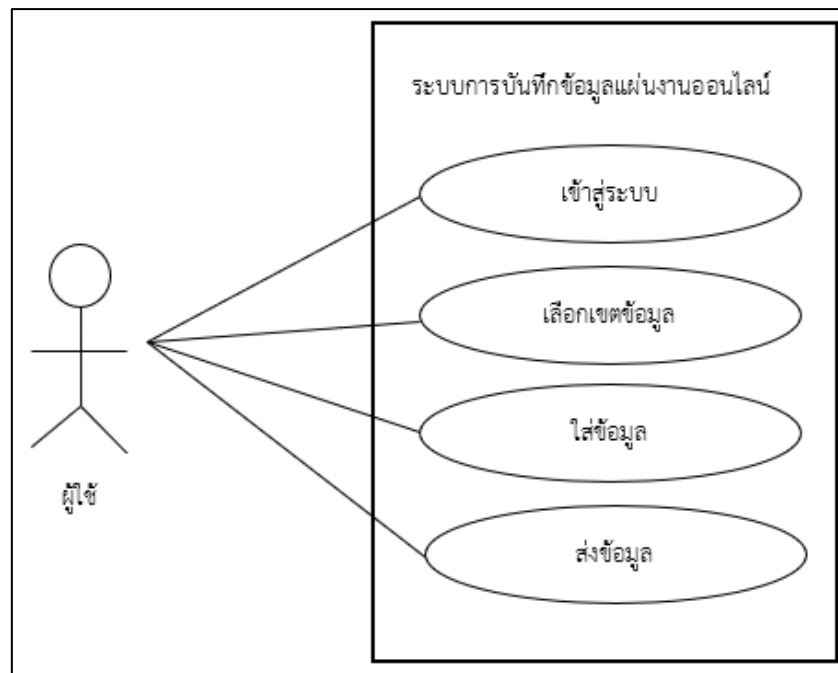 ระบบการบันทึกข้อมูลแผ่นงานออนไลน์
เข้าสู่ระบบ
เลือกเขตข้อมูล
ใส่ข้อมูล
ส่งข้อมูล
ผู้ใช้